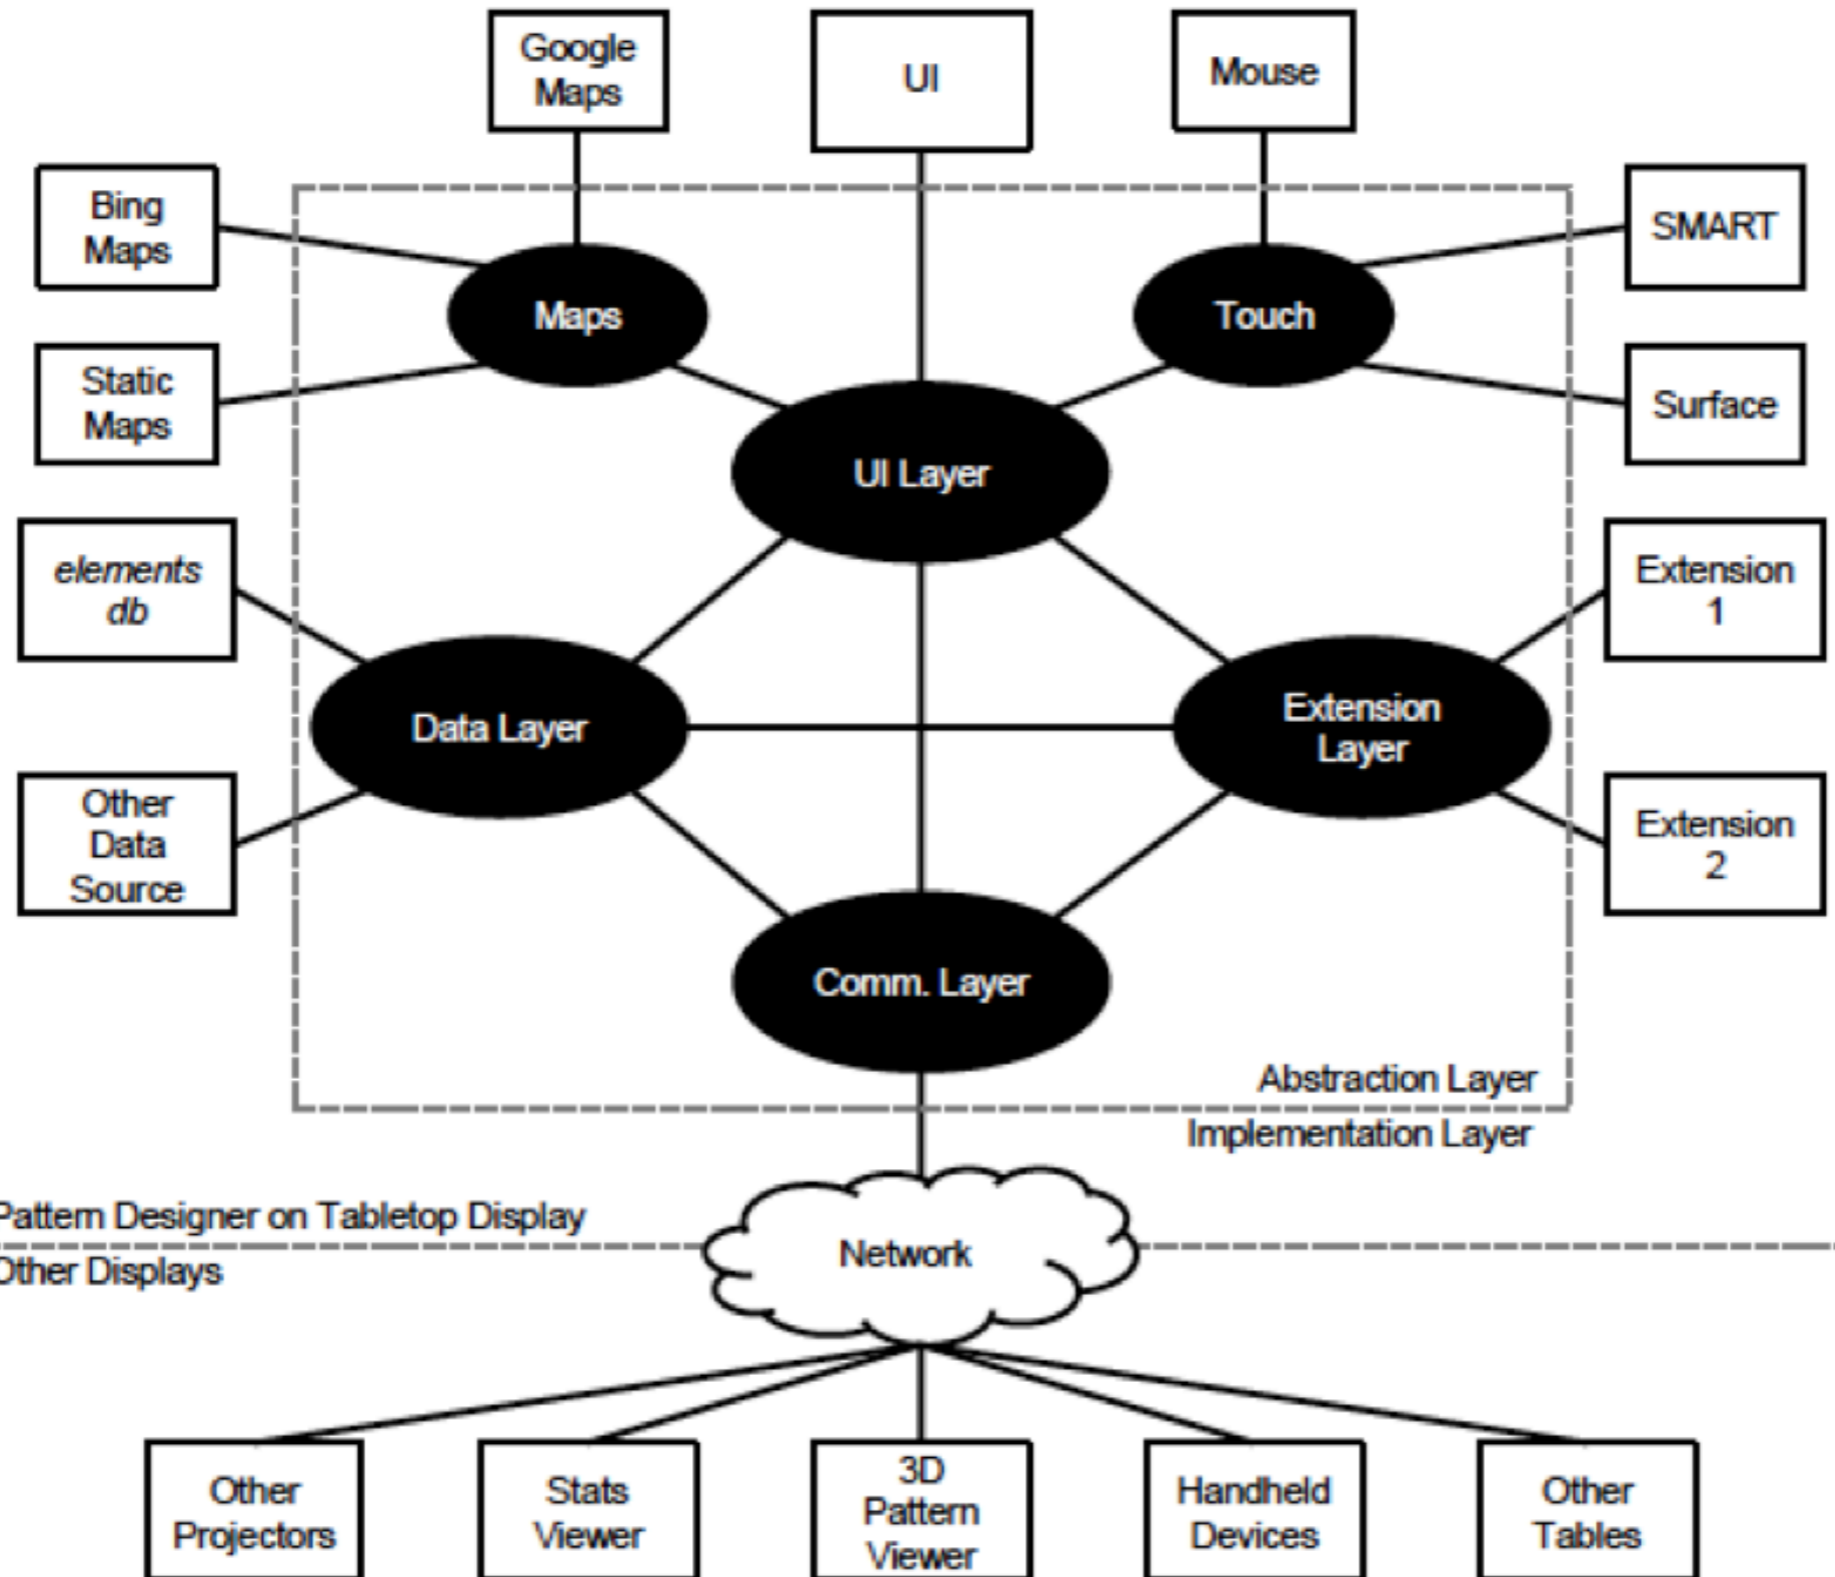 Google
Maps
UI
Mouse
Bing
Maps
SMART
Maps
Touch
Static
Maps
Surface
UI Layer
elements
db
Extension
1
Data Layer
Extension
Layer
Other
Data
Source
Extension
2
Comm. Layer
Abstraction Layer
Implementation Layer
Pattern Designer on Tabletop Display
Network
Other Displays
Other
Projectors
Stats
Viewer
3D
Pattern
Viewer
Handheld
Devices
Other
Tables